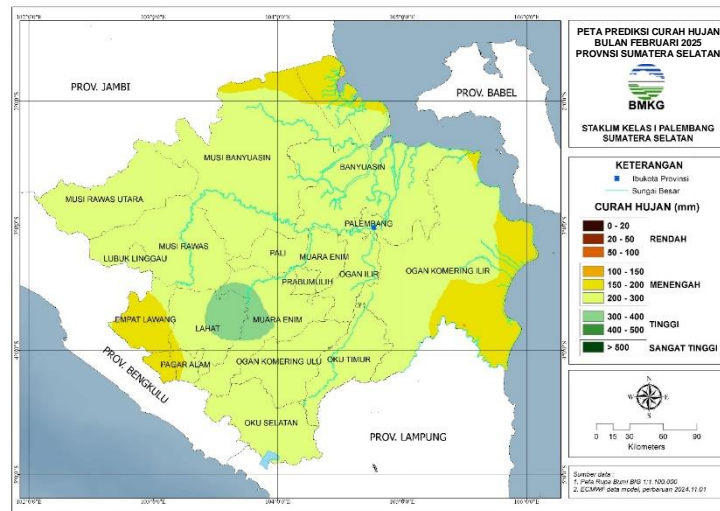 PETA PREDIKSI CURAH HUJAN
BULAN FEBRUARI 2025
PROVNSI SUMATERA SELATAN
BMKG
STAKLIM KELAS I PALEMBANG
SUMATERA SELATAN
KETERANGAN
Ibukota Provinsi
Sungai Besar
CURAH HUJAN (mm)
0 - 20
20 - 50 RENDAH
50 - 100
100 - 150
150 - 200 MENENGAH
200 - 300
300 - 400 TINGGI
400 - 500
> 500 SANGAT TINGGI
N
W E
S
0 15 30 60 90
Kilometers
Sumber data :
1. Peta Rupa Bumi BIG 1:1.100.000
2. ECMWF data model, perbaruan 2024.11.01
PROV. JAMBI
PROV. BABEL
MUSI BANYUASIN
BANYUASIN
MUSI RAWAS UTARA
PALEMBANG
MUSI RAWAS
LUBUK LINGGAU
PALI
MUARA ENIM
OGAN ILIR
OGAN KOMERING ILIR
PRABUMULIH
EMPAT LAWANG
LAHAT
MUARA ENIM
PAGAR ALAM
OGAN KOMERING ULU
OKU TIMUR
PROV. BENGKULU
OKU SELATAN
PROV. LAMPUNG